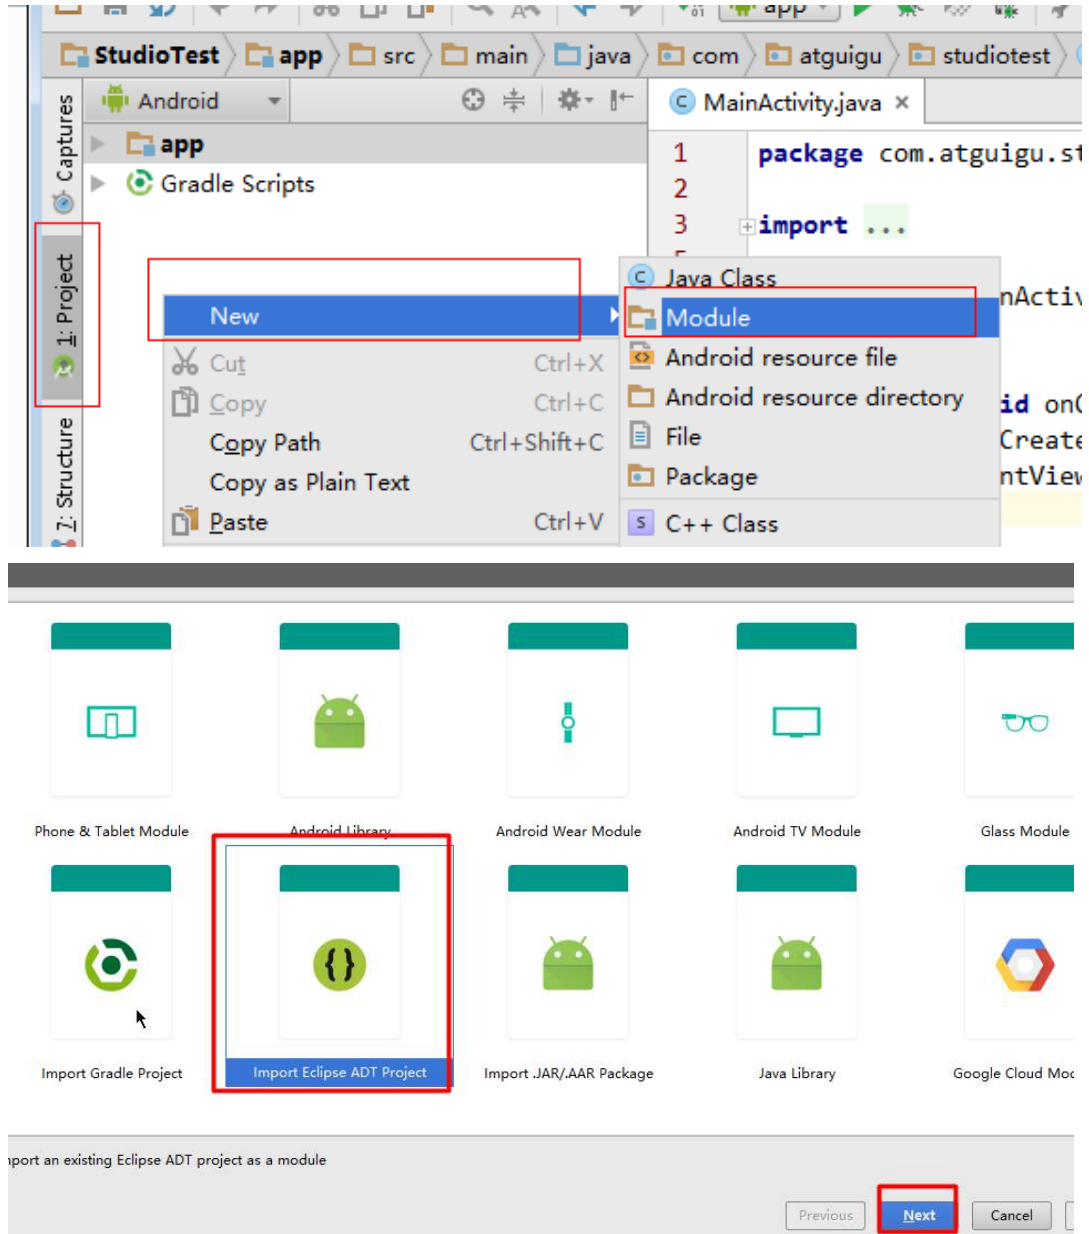 app
StudioTest app src main java com atguigu studiotest
Captures
1: Project
7: Structure
Android
app
Gradle Scripts
MainActivity.java ×
1 package com.atguigu.st
2
3 import ...
nActiv
id onC
Create
ntView
New
Cut Ctrl+X
Copy Ctrl+C
Copy Path Ctrl+Shift+C
Copy as Plain Text
Paste Ctrl+V
Java Class
Module
Android resource file
Android resource directory
File
Package
C++ Class
Phone & Tablet Module
Android Library
Android Wear Module
Android TV Module
Glass Module
Import Gradle Project
Import Eclipse ADT Project
Import .JAR/.AAR Package
Java Library
Google Cloud Mod
mport an existing Eclipse ADT project as a module
Previous Next Cancel